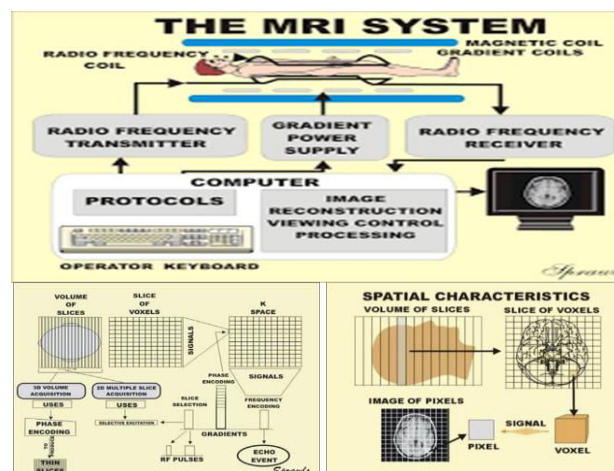 THE MRI SYSTEM
RADIO FREQUENCY
COIL
MAGNETIC COIL
GRADIENT COILS
RADIO FREQUENCY
TRANSMITTER
GRADIENT
POWER
SUPPLY
RADIO FREQUENCY
RECEIVER
COMPUTER
PROTOCOLS
IMAGE
RECONSTRUCTION
VIEWING CONTROL
PROCESSING
OPERATOR KEYBOARD
VOLUME
OF
SLICES
SLICE
OF
VOXELS
K
SPACE
SIGNALS
3D VOLUME
ACQUISITION
2D MULTIPLE SLICE
ACQUISITION
USES
USES
PHASE
ENCODING
TO
PRODUCE
THIN
SLICES
SLICE
SELECTION
SELECTIVE EXCITATION
RF PULSES
PHASE
ENCODING
SIGNALS
FREQUENCY
ENCODING
GRADIENTS
ECHO
EVENT
SPATIAL CHARACTERISTICS
VOLUME OF SLICES
SLICE OF VOXELS
IMAGE OF PIXELS
SIGNAL
PIXEL
VOXEL